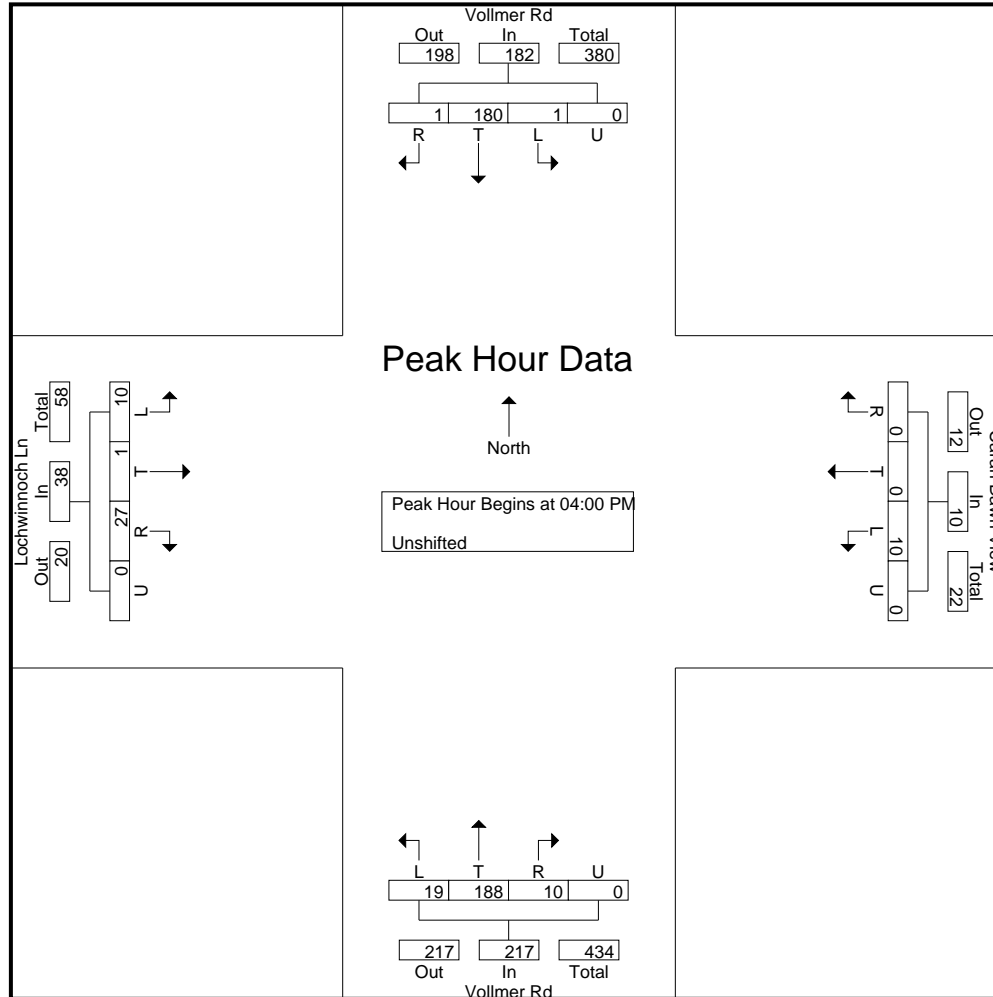 Vollmer Rd
Out In Total
198 182 380
1 180 1 0
R T L U
Peak Hour Data
North
Peak Hour Begins at 04:00 PM
Unshifted
Lochwinnoch Ln
Total In Out
58 38 20
10 1 27 0
L T R U
R T L U
0 0 10 0
Out In Total
12 10 22
L T R U
19 188 10 0
217 217 434
Out In Total
Vollmer Rd